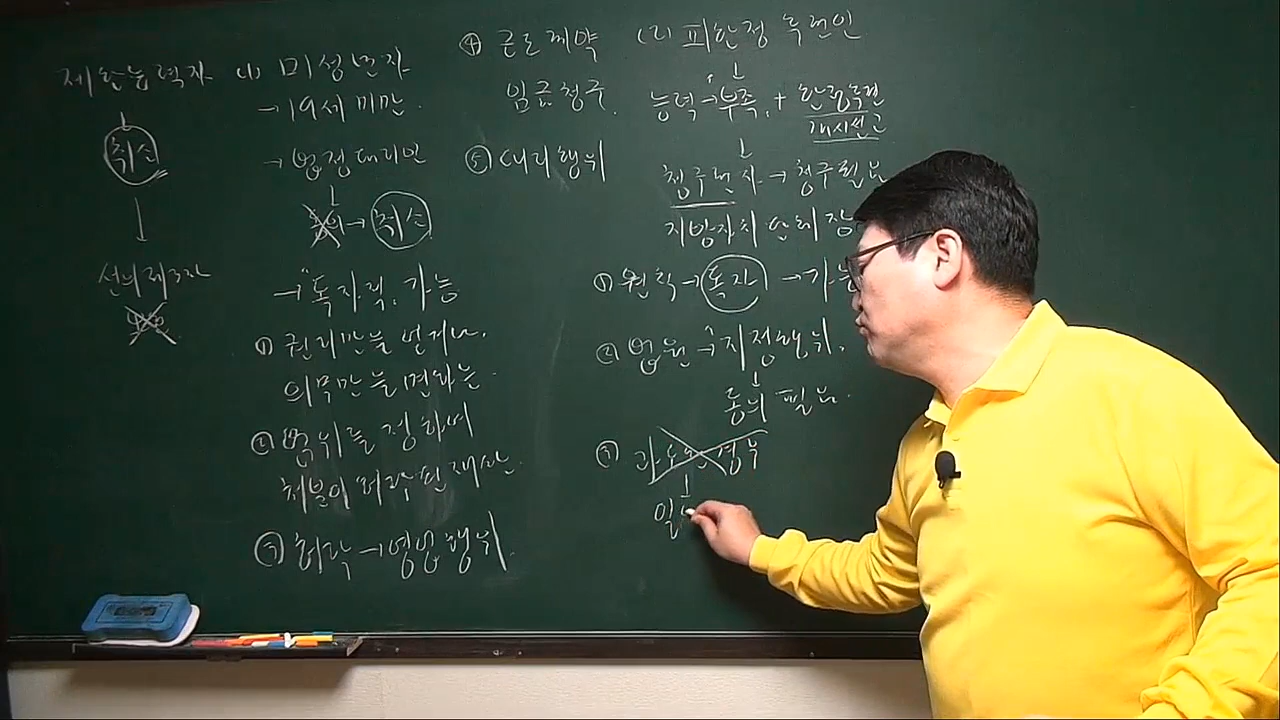 제한능력자
취소
선의 제3자
(1) 미성년자
→ 19세 미만.
→ 법정대리인
→ 취소
→ "독자적" 가능
① 권리만을 얻거나,
의무만을 면하는.
② 범위를 정하여
처분이 허락된 재산.
③ 허락 → 영업행위.
④ 근로계약
임금청구.
⑤ 대리행위
(2) 피한정후견인
능력 → 부족. + 한정후견
개시선고
청구권자 → 청구필요
지방자치단체장
① 원칙 → 독자 → 가능
② 법원 → 지정행위.
동의 필요.
③
일